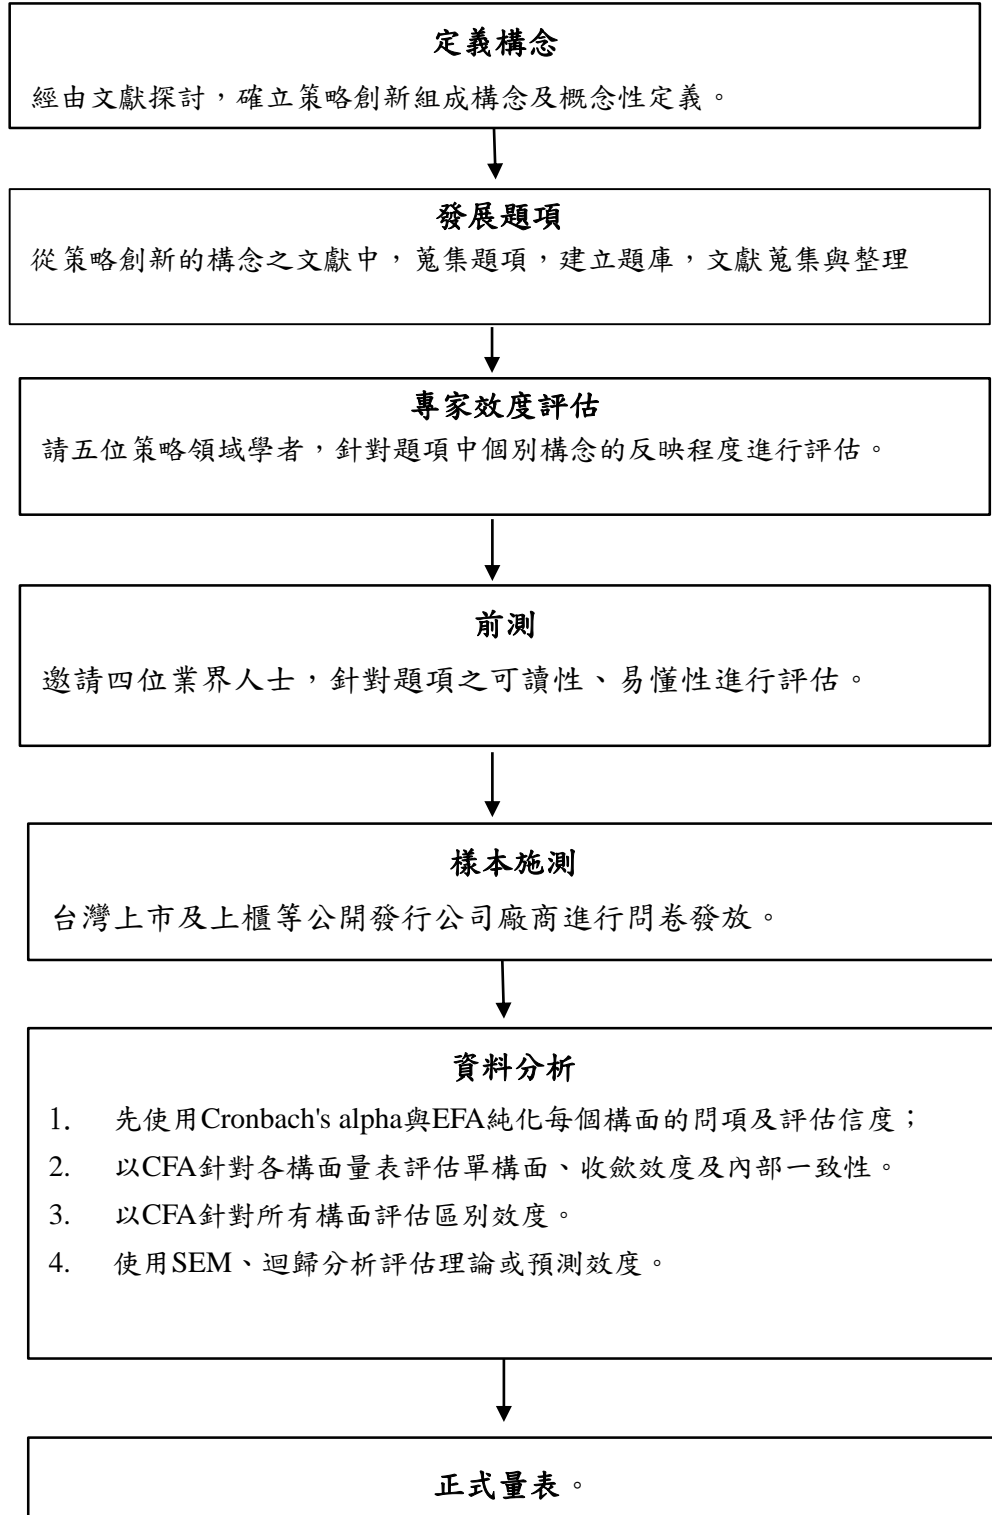 定義構念
經由文獻探討，確立策略創新組成構念及概念性定義。
發展題項
從策略創新的構念之文獻中，蒐集題項，建立題庫，文獻蒐集與整理
專家效度評估
請五位策略領域學者，針對題項中個別構念的反映程度進行評估。
前測
邀請四位業界人士，針對題項之可讀性、易懂性進行評估。
樣本施測
台灣上市及上櫃等公開發行公司廠商進行問卷發放。
資料分析
1. 先使用Cronbach's alpha與EFA純化每個構面的問項及評估信度；
2. 以CFA針對各構面量表評估單構面、收斂效度及內部一致性。
3. 以CFA針對所有構面評估區別效度。
4. 使用SEM、迴歸分析評估理論或預測效度。
正式量表。